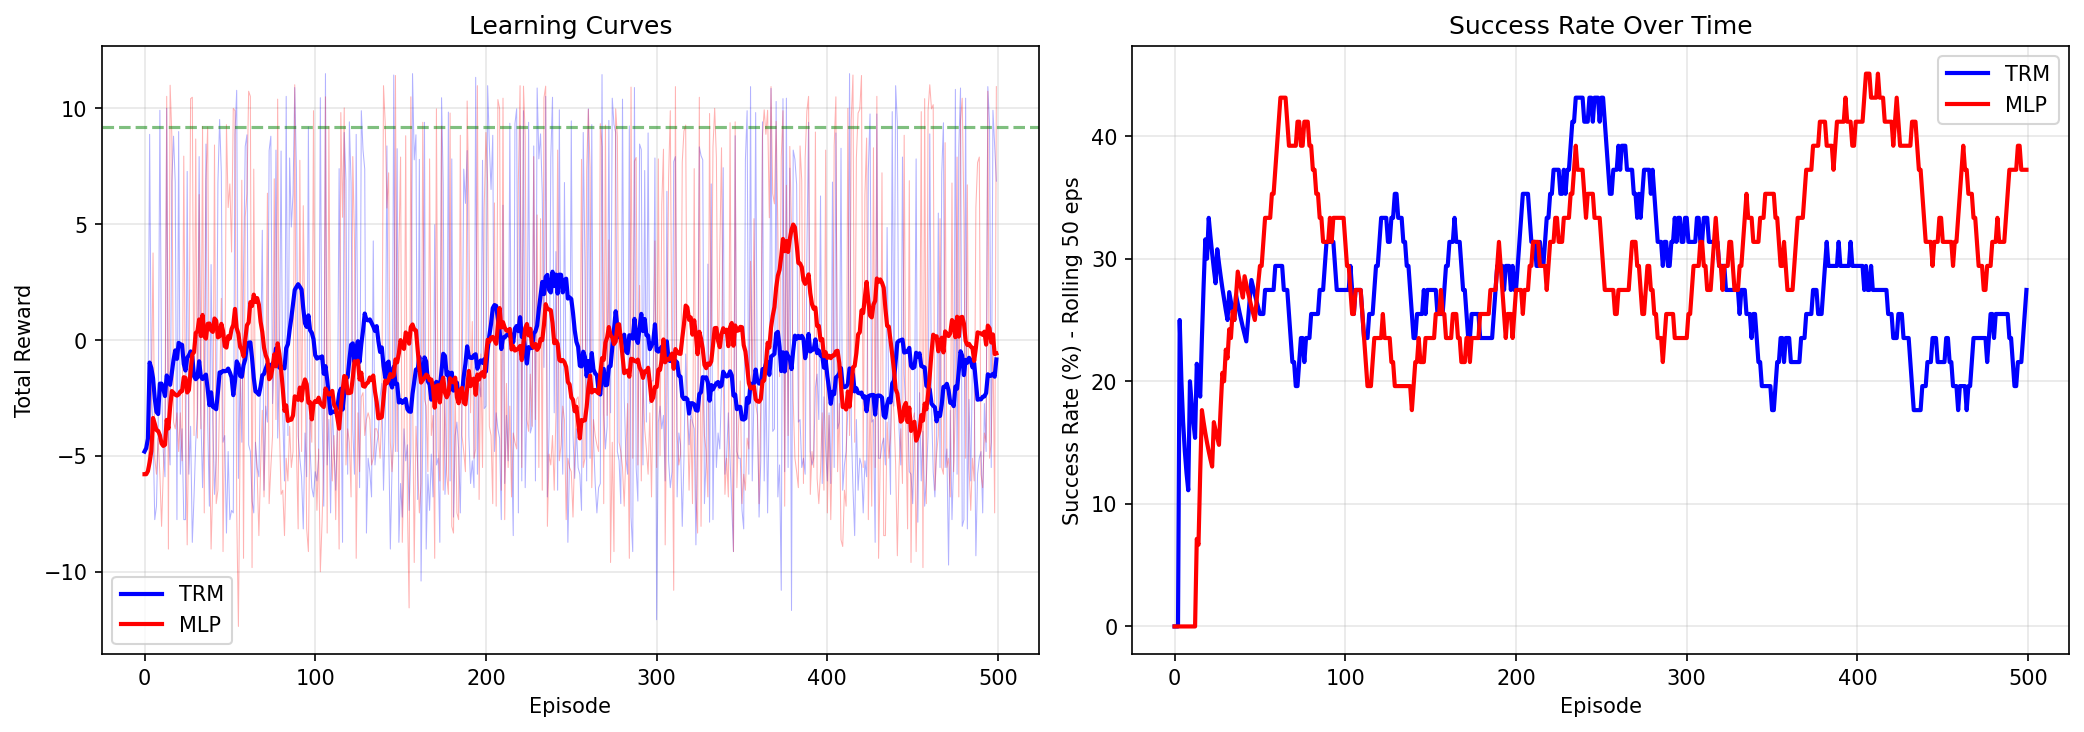 Learning Curves
Total Reward
10
5
0
−5
−10
TRM
MLP
0 100 200 300 400 500
Episode
Success Rate Over Time
Success Rate (%) - Rolling 50 eps
40
30
20
10
0
TRM
MLP
0 100 200 300 400 500
Episode